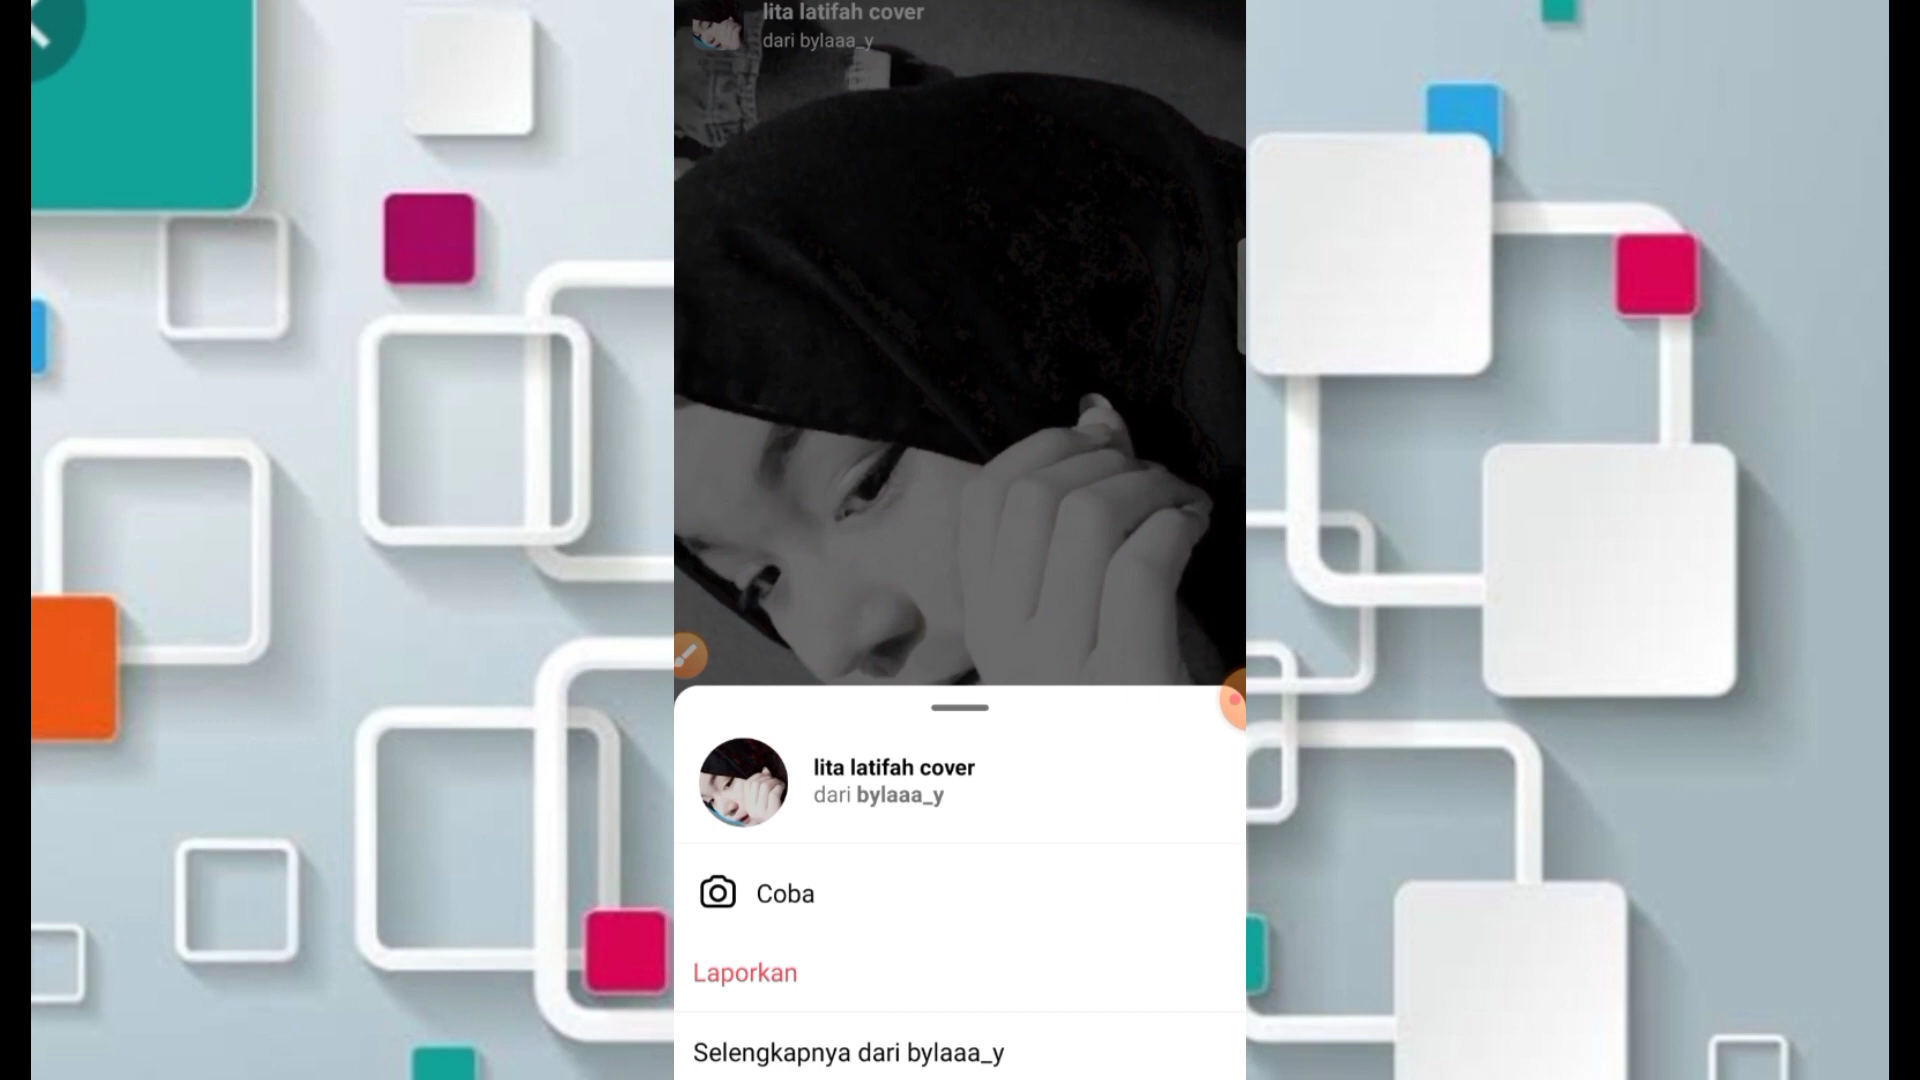 lita latifah cover
dari bylaaa_y
lita latifah cover
dari bylaaa_y
Coba
Laporkan
Selengkapnya dari bylaaa_y